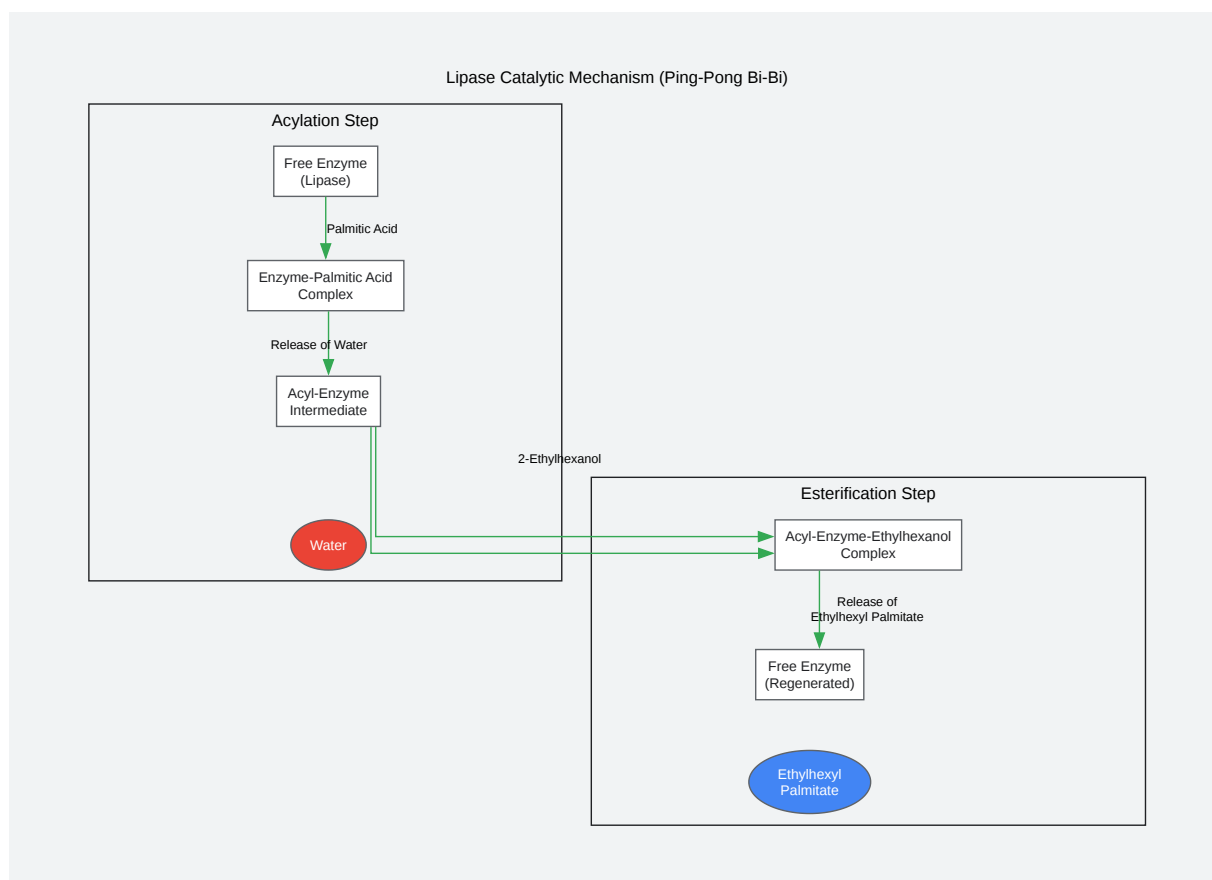 Lipase Catalytic Mechanism (Ping-Pong Bi-Bi)
Acylation Step
Free Enzyme
(Lipase)
Palmitic Acid
Enzyme-Palmitic Acid
Complex
Release of Water
Acyl-Enzyme
Intermediate
2-Ethylhexanol
Water
Esterification Step
Acyl-Enzyme-Ethylhexanol
Complex
Release of
Ethylhexyl Palmitate
Free Enzyme
(Regenerated)
Ethylhexyl
Palmitate